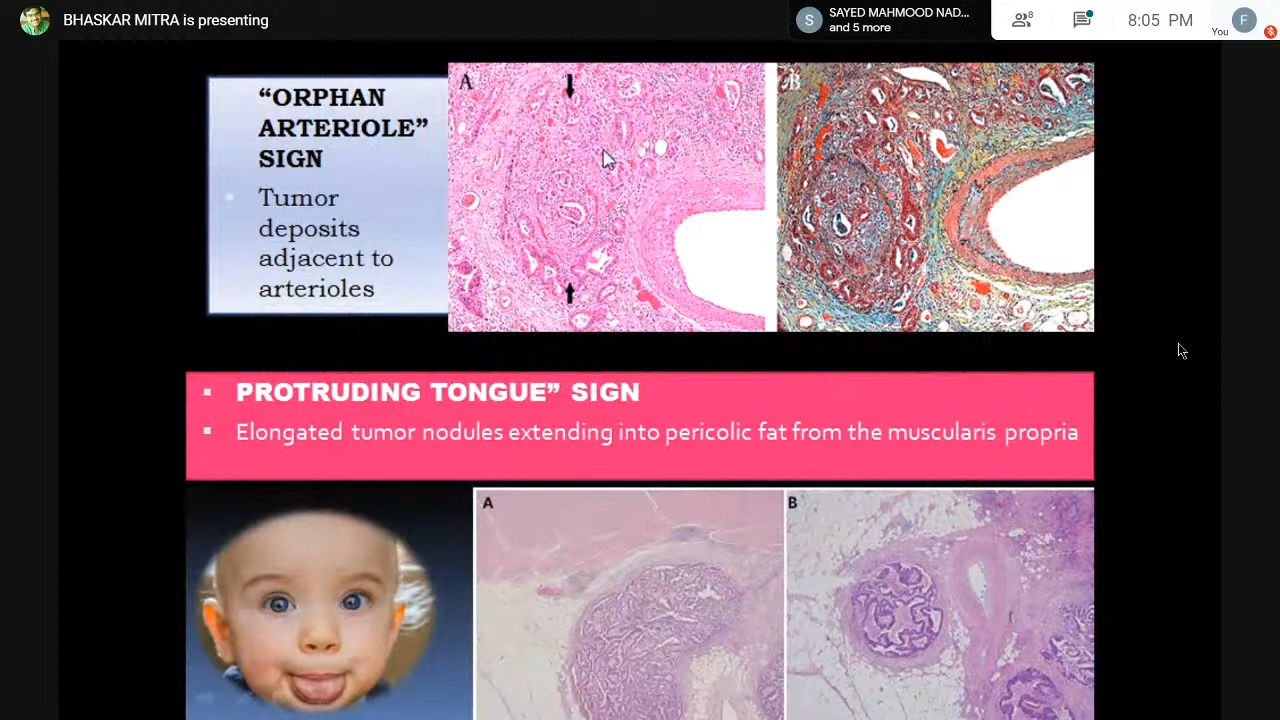 BHASKAR MITRA is presenting
S
SAYED MAHMOOD NAD...
and 5 more
8
8:05 PM
You
F
“ORPHAN
ARTERIOLE”
SIGN
Tumor
deposits
adjacent to
arterioles
A
B
PROTRUDING TONGUE” SIGN
Elongated tumor nodules extending into pericolic fat from the muscularis propria
A
B